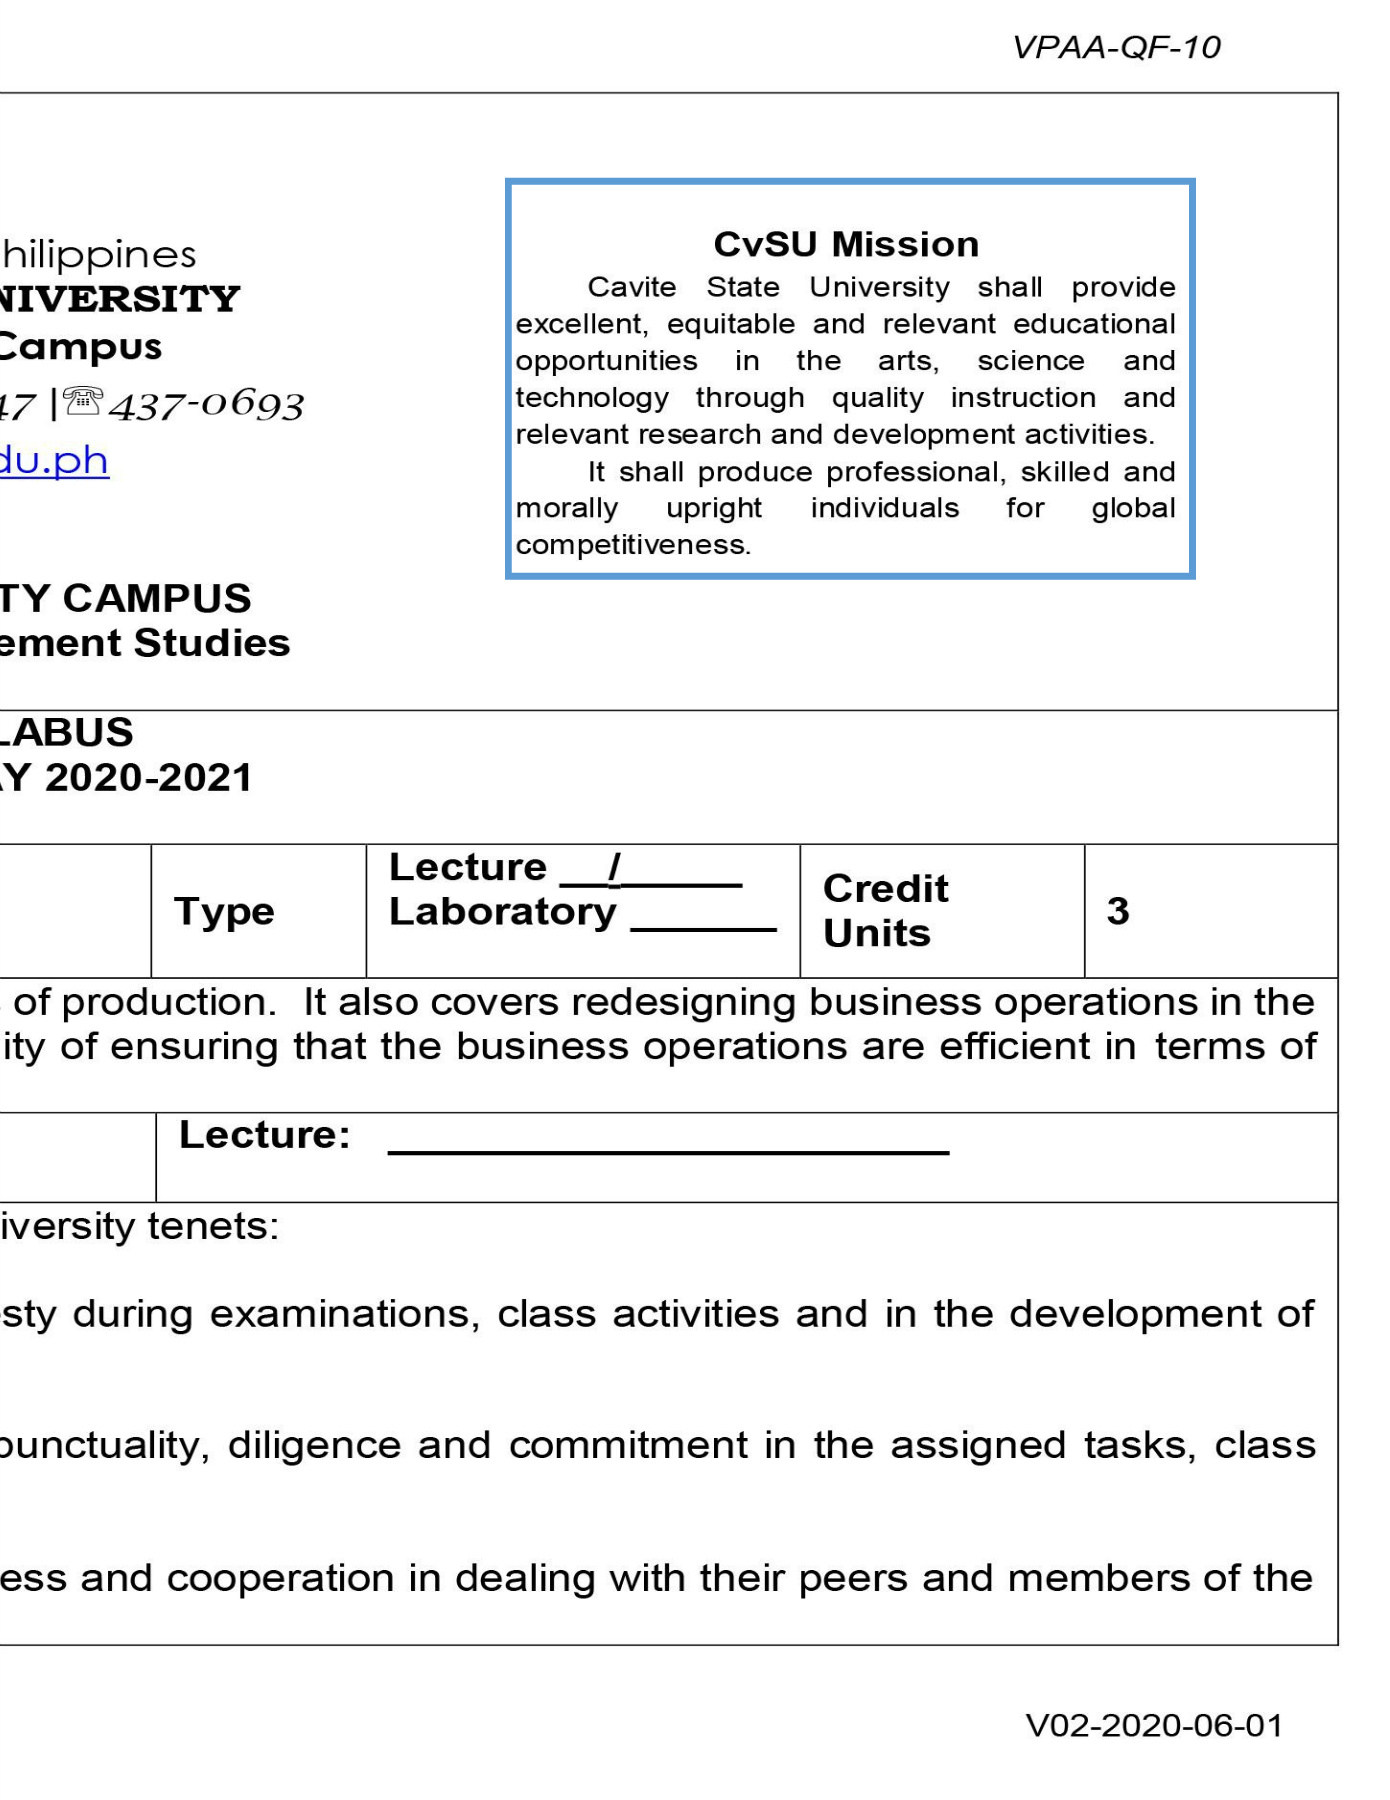 VPAA-QF-10
hilippines
NIVERSITY
Campus
47 |☏437-0693
du.ph
CvSU Mission
Cavite State University shall provide
excellent, equitable and relevant educational
opportunities in the arts, science and
technology through quality instruction and
relevant research and development activities.
It shall produce professional, skilled and
morally upright individuals for global
competitiveness.
TY CAMPUS
ement Studies
LABUS
AY 2020-2021
Type
Lecture __/______
Laboratory _______
Credit
Units
3
of production. It also covers redesigning business operations in the
ity of ensuring that the business operations are efficient in terms of
Lecture: ___________________________
iversity tenets:
esty during examinations, class activities and in the development of
punctuality, diligence and commitment in the assigned tasks, class
ess and cooperation in dealing with their peers and members of the
V02-2020-06-01